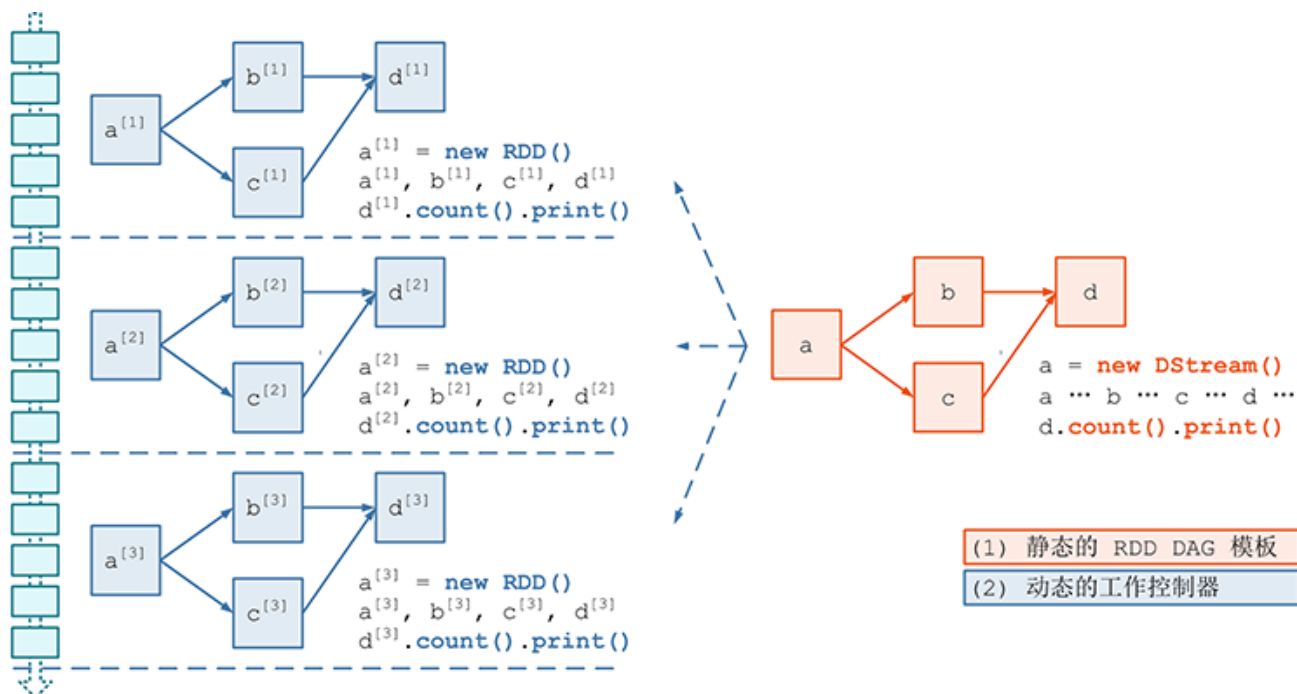 b[1]
d[1]
a[1]
c[1]
a[1] = new RDD()
a[1], b[1], c[1], d[1]
d[1].count().print()
b[2]
d[2]
a[2]
c[2]
a[2] = new RDD()
a[2], b[2], c[2], d[2]
d[2].count().print()
b[3]
d[3]
a[3]
c[3]
a[3] = new RDD()
a[3], b[3], c[3], d[3]
d[3].count().print()
b
d
a
c
a = new DStream()
a … b … c … d …
d.count().print()
(1) 静态的 RDD DAG 模板
(2) 动态的工作控制器